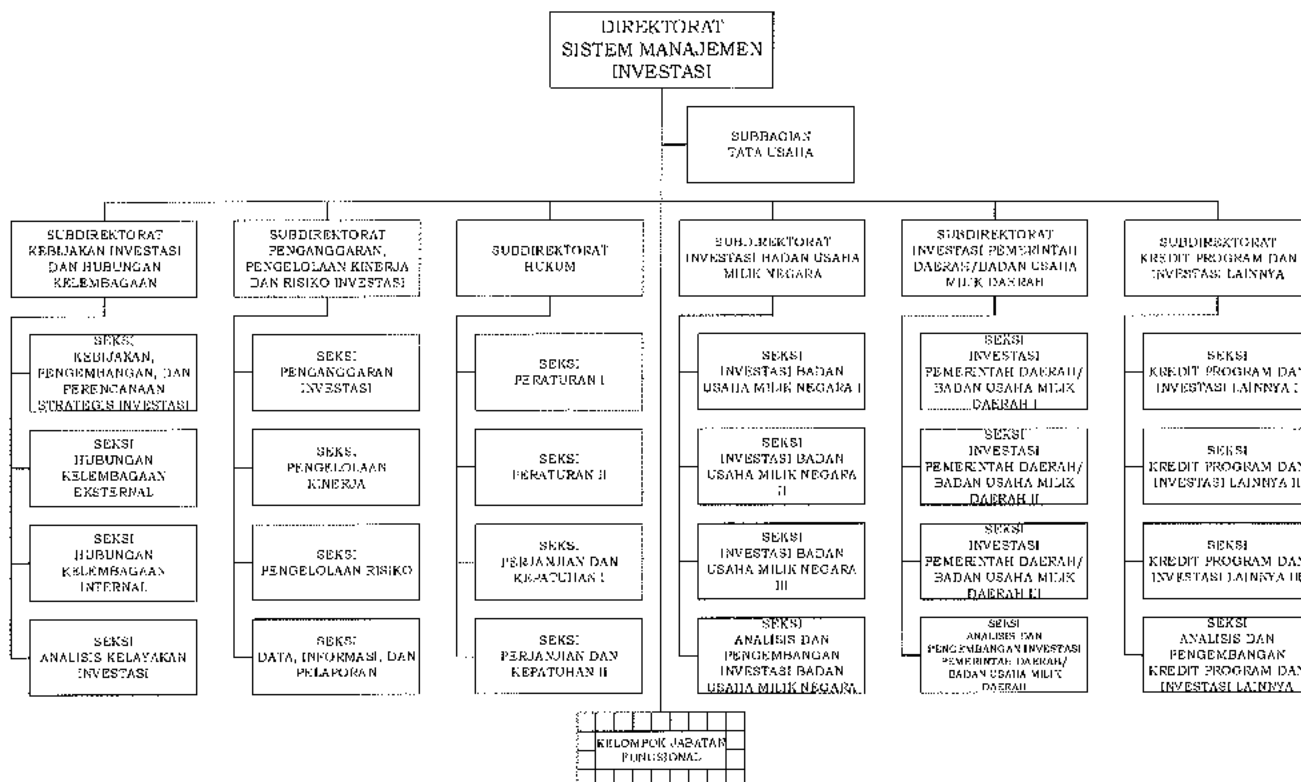 DIREKTORAT
SISTEM MANAJEMEN
INVESTASI
SUBBAGIAN
TATA USAHA
SUBDIREKTORAT
KEBIJAKAN INVESTASI
DAN HUBUNGAN
KELEMBAGAAN
SUBDIREKTORAT
PENGANGGARAN,
PENGELOLAAN KINERJA
DAN RISIKO INVESTASI
SUBDIREKTORAT
HUKUM
SUBDIREKTORAT
INVESTASI BADAN USAHA
MILIK NEGARA
SUBDIREKTORAT
INVESTASI PEMERINTAH
DAERAH/BADAN USAHA
MILIK DAERAH
SUBDIREKTORAT
KREDIT PROGRAM DAN
INVESTASI LAINNYA
SEKSI
KEBIJAKAN,
PENGEMBANGAN, DAN
PERENCANAAN
STRATEGIS INVESTASI
SEKSI
PENGANGGARAN
INVESTASI
SEKSI
PERATURAN I
SEKSI
INVESTASI BADAN
USAHA MILIK NEGARA I
SEKSI
INVESTASI
PEMERINTAH DAERAH/
BADAN USAHA MILIK
DAERAH I
SEKSI
KREDIT PROGRAM DAN
INVESTASI LAINNYA I
SEKSI
HUBUNGAN
KELEMBAGAAN
EKSTERNAL
SEKSI
PENGELOLAAN
KINERJA
SEKSI
PERATURAN II
SEKSI
INVESTASI BADAN
USAHA MILIK NEGARA
II
SEKSI
INVESTASI
PEMERINTAH DAERAH/
BADAN USAHA MILIK
DAERAH II
SEKSI
KREDIT PROGRAM DAN
INVESTASI LAINNYA II
SEKSI
HUBUNGAN
KELEMBAGAAN
INTERNAL
SEKSI
PENGELOLAAN RISIKO
SEKSI
PERJANJIAN DAN
KEPATUHAN I
SEKSI
INVESTASI BADAN
USAHA MILIK NEGARA
III
SEKSI
INVESTASI
PEMERINTAH DAERAH/
BADAN USAHA MILIK
DAERAH III
SEKSI
KREDIT PROGRAM DAN
INVESTASI LAINNYA III
SEKSI
ANALISIS KELAYAKAN
INVESTASI
SEKSI
DATA, INFORMASI, DAN
PELAPORAN
SEKSI
PERJANJIAN DAN
KEPATUHAN II
SEKSI
ANALISIS DAN
PENGEMBANGAN
INVESTASI BADAN
USAHA MILIK NEGARA
SEKSI
ANALISIS DAN
PENGEMBANGAN INVESTASI
PEMERINTAH DAERAH/
BADAN USAHA MILIK
DAERAH
SEKSI
ANALISIS DAN
PENGEMBANGAN
KREDIT PROGRAM DAN
INVESTASI LAINNYA
KELOMPOK JABATAN
FUNGSIONAL